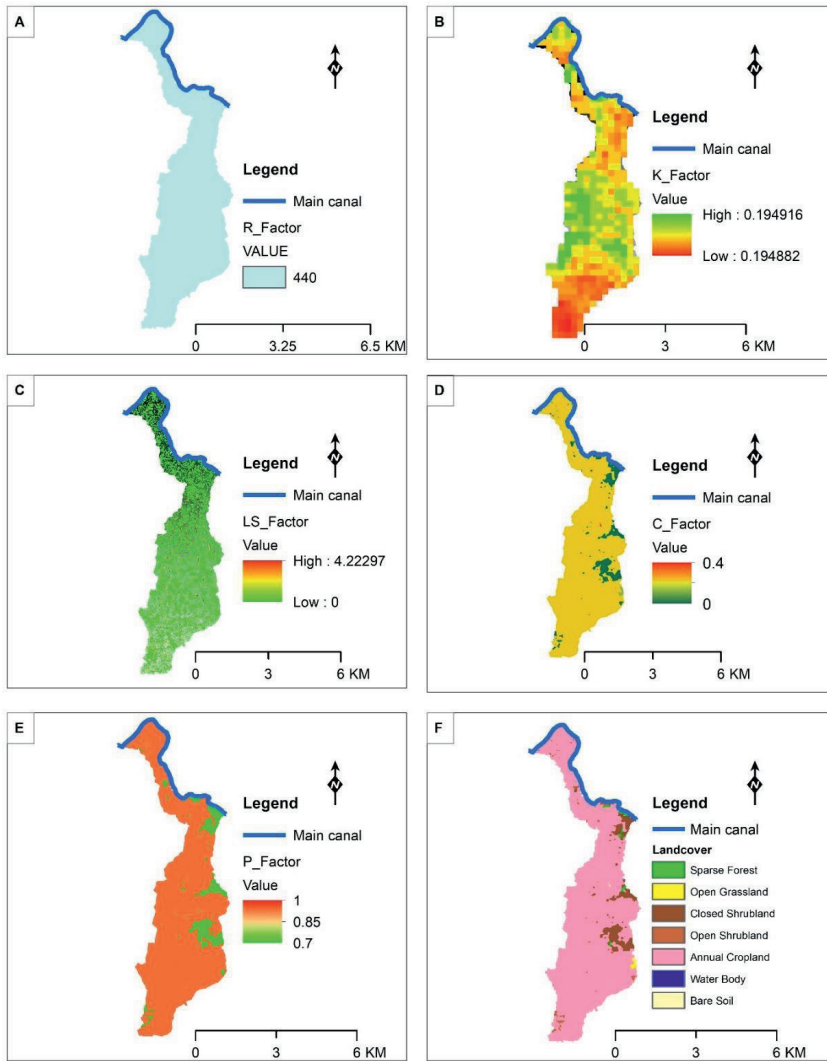 A
N
Legend
Main canal
R_Factor
VALUE
440
0 3.25 6.5 KM
B
N
Legend
Main canal
K_Factor
Value
High : 0.194916
Low : 0.194882
0 3 6 KM
C
N
Legend
Main canal
LS_Factor
Value
High : 4.22297
Low : 0
0 3 6 KM
D
N
Legend
Main canal
C_Factor
Value
0.4
0
0 3 6 KM
E
N
Legend
Main canal
P_Factor
Value
1
0.85
0.7
0 3 6 KM
F
N
Legend
Main canal
Landcover
Sparse Forest
Open Grassland
Closed Shrubland
Open Shrubland
Annual Cropland
Water Body
Bare Soil
0 3 6 KM